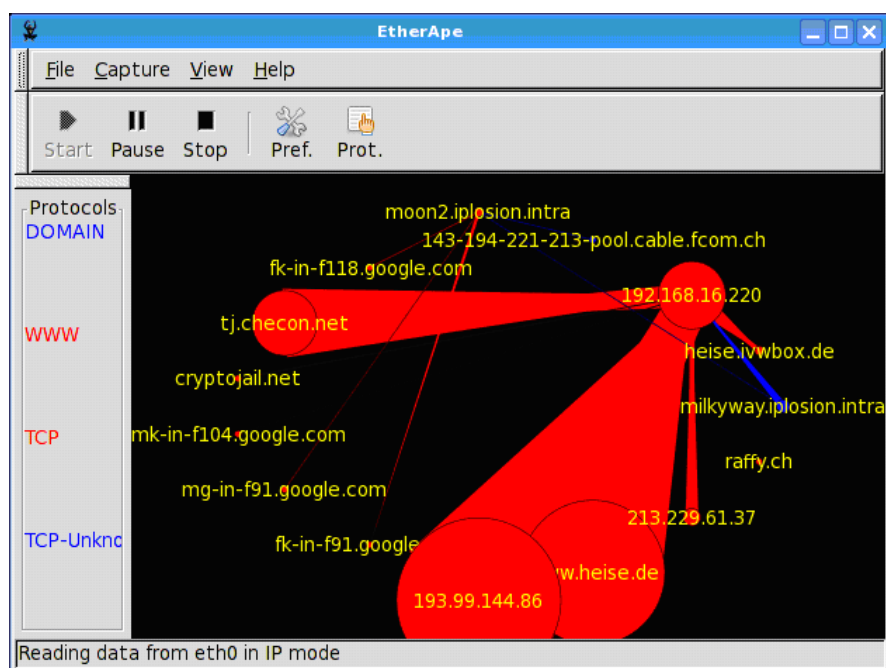 EtherApe
File Capture View Help
Start Pause Stop Pref. Prot.
Protocols
DOMAIN
WWW
TCP
TCP-Unkno
moon2.iplosion.intra
143-194-221-213-pool.cable.fcom.ch
fk-in-f118.google.com
192.168.16.220
tj.checon.net
heise.ivwbox.de
cryptojail.net
milkyway.iplosion.intra
mk-in-f104.google.com
raffy.ch
mg-in-f91.google.com
213.229.61.37
fk-in-f91.google
w.heise.de
193.99.144.86
Reading data from eth0 in IP mode